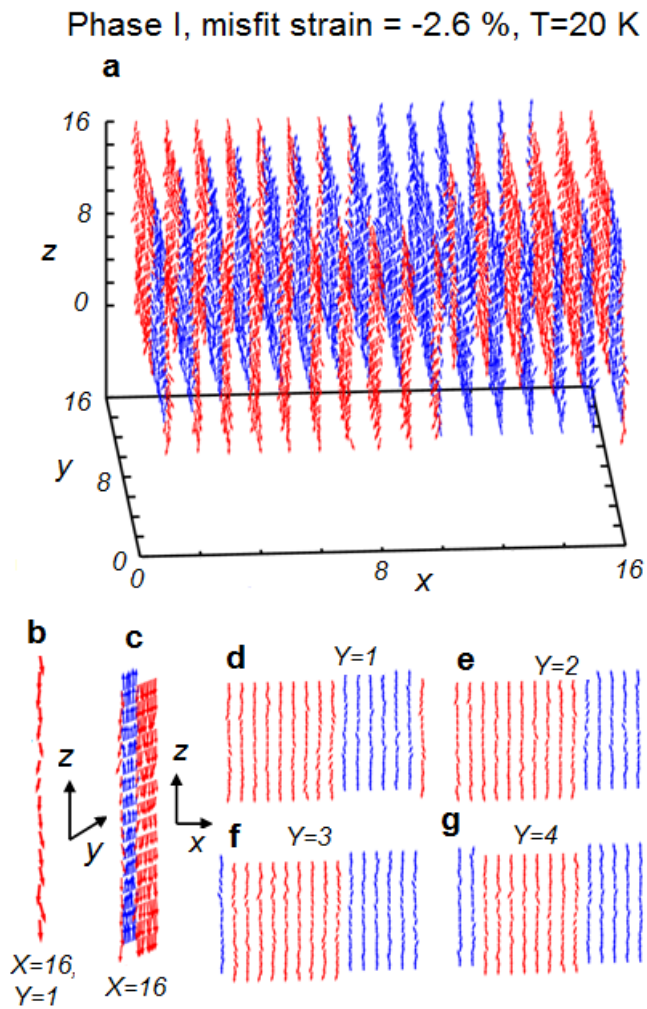 Phase I, misfit strain = -2.6 %, T=20 K
a
16
8
z
0
16
y
8
0
0
8
x
16
b
c
d
Y=1
e
Y=2
z
z
y
x
f
Y=3
g
Y=4
X=16,
Y=1
X=16